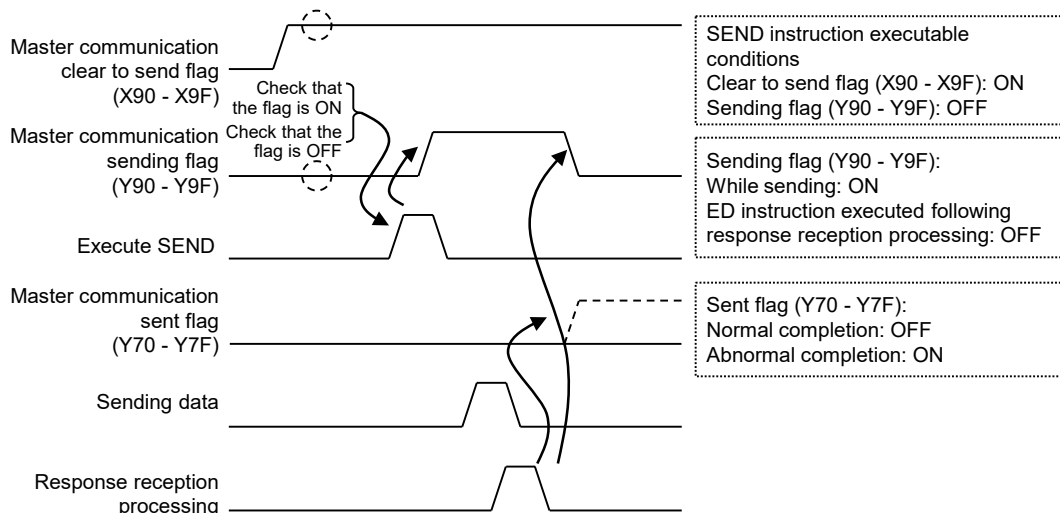 Master communication
clear to send flag
(X90 - X9F)
Check that
the flag is ON
Check that the
flag is OFF
Master communication
sending flag
(Y90 - Y9F)
Execute SEND
Master communication
sent flag
(Y70 - Y7F)
Sending data
Response reception
processing
SEND instruction executable
conditions
Clear to send flag (X90 - X9F): ON
Sending flag (Y90 - Y9F): OFF
Sending flag (Y90 - Y9F):
While sending: ON
ED instruction executed following
response reception processing: OFF
Sent flag (Y70 - Y7F):
Normal completion: OFF
Abnormal completion: ON